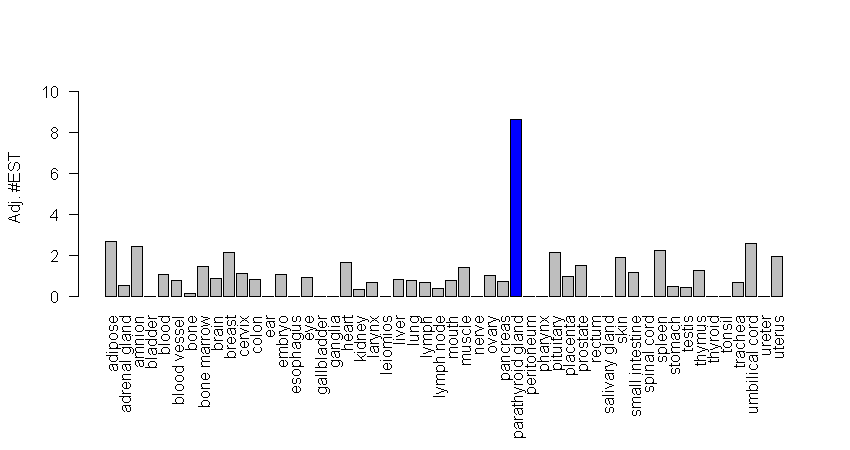 Adj. #EST
10
8
6
4
2
0
adipose
adrenal gland
amnion
bladder
blood
blood vessel
bone
bone marrow
brain
breast
cervix
colon
ear
embryo
esophagus
eye
gallbladder
ganglia
heart
kidney
larynx
leiomios
liver
lung
lymph
lymph node
mouth
muscle
nerve
ovary
pancreas
parathyroid gland
peritoneum
pharynx
pituitary
placenta
prostate
rectum
salivary gland
skin
small intestine
spinal cord
spleen
stomach
testis
thymus
thyroid
tonsil
trachea
umbilical cord
ureter
uterus